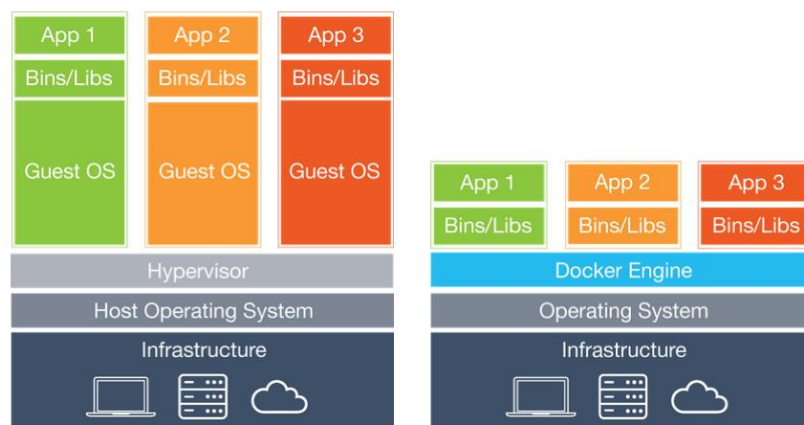 App 1
App 2
App 3
Bins/Libs
Bins/Libs
Bins/Libs
Guest OS
Guest OS
Guest OS
Hypervisor
Host Operating System
Infrastructure
App 1
App 2
App 3
Bins/Libs
Bins/Libs
Bins/Libs
Docker Engine
Operating System
Infrastructure